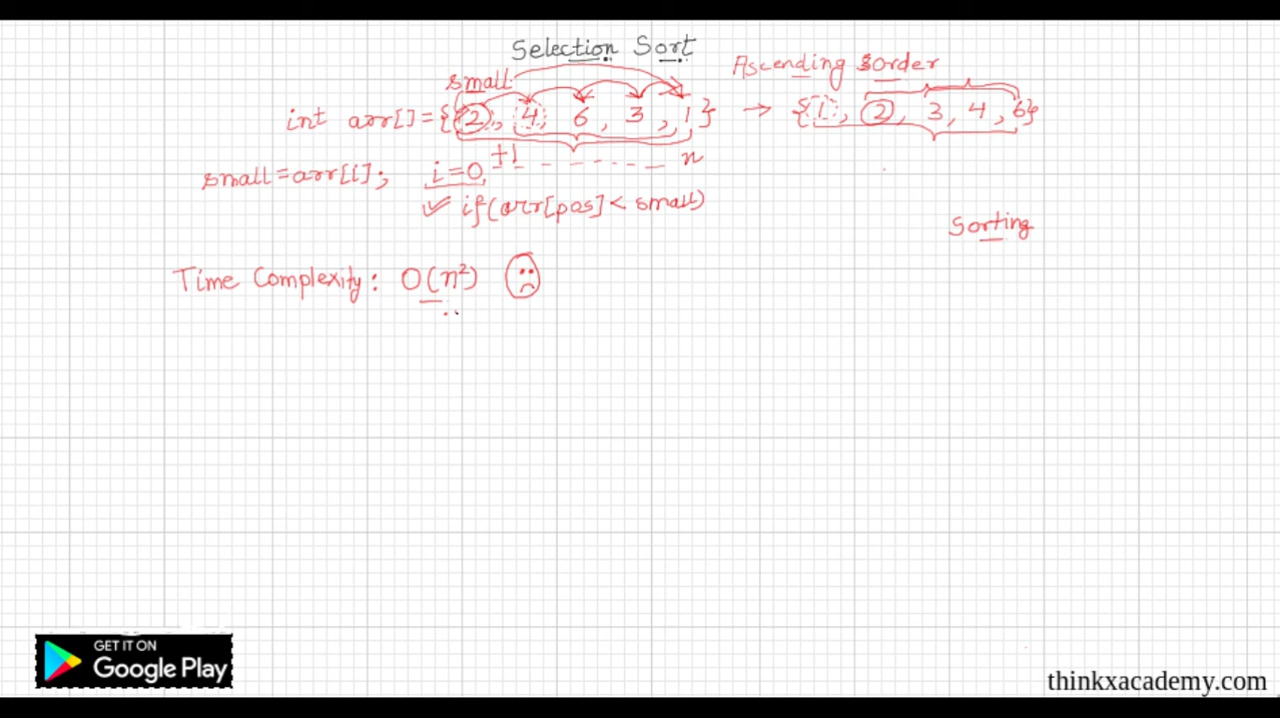 Selection Sort
small
Ascending order
int arr[]={2, 4, 6, 3, 1} → {1, 2, 3, 4, 6}
+1 n
small=arr[i]; i=0
if(arr[pos]< small)
Sorting
Time Complexity: O(n²)
GET IT ON
Google Play
thinkxacademy.com